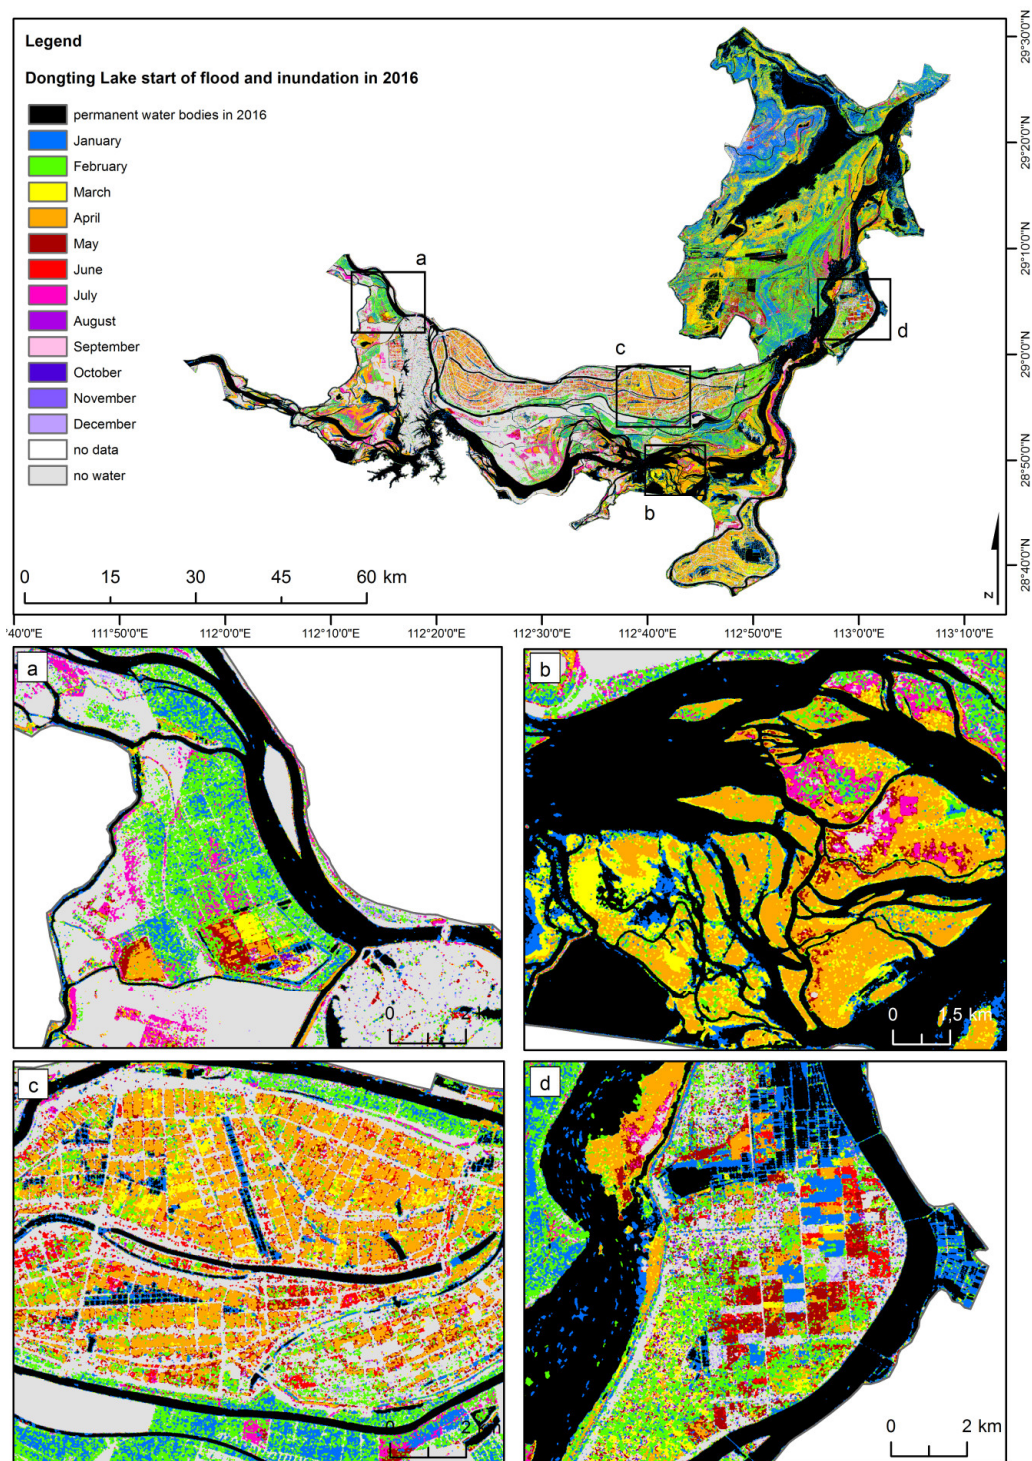 Legend
Dongting Lake start of flood and inundation in 2016
permanent water bodies in 2016
January
February
March
April
May
June
July
August
September
October
November
December
no data
no water
0 15 30 45 60 km
a
c
d
b
z
29°30'0"N
29°20'0"N
29°10'0"N
29°0'0"N
28°50'0"N
28°40'0"N
'40'0"E 111°50'0"E 112°0'0"E 112°10'0"E 112°20'0"E 112°30'0"E 112°40'0"E 112°50'0"E 113°0'0"E 113°10'0"E
a
0 2 k
b
0 1,5 km
c
0 2 k
d
0 2 km